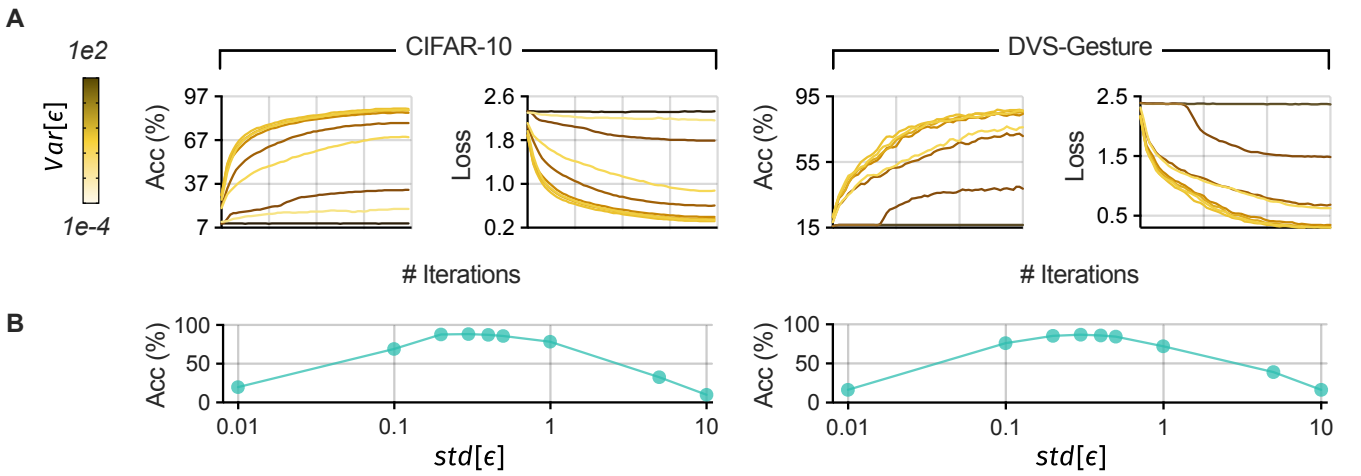 A
1e2
Var[ϵ]
1e-4
CIFAR-10
DVS-Gesture
Acc (%)
97
67
37
7
Loss
2.6
1.8
1.0
0.2
Acc (%)
95
55
15
Loss
2.5
1.5
0.5
# Iterations
# Iterations
B
Acc (%)
100
50
0
0.01
0.1
1
10
std[ϵ]
Acc (%)
100
50
0
0.01
0.1
1
10
std[ϵ]